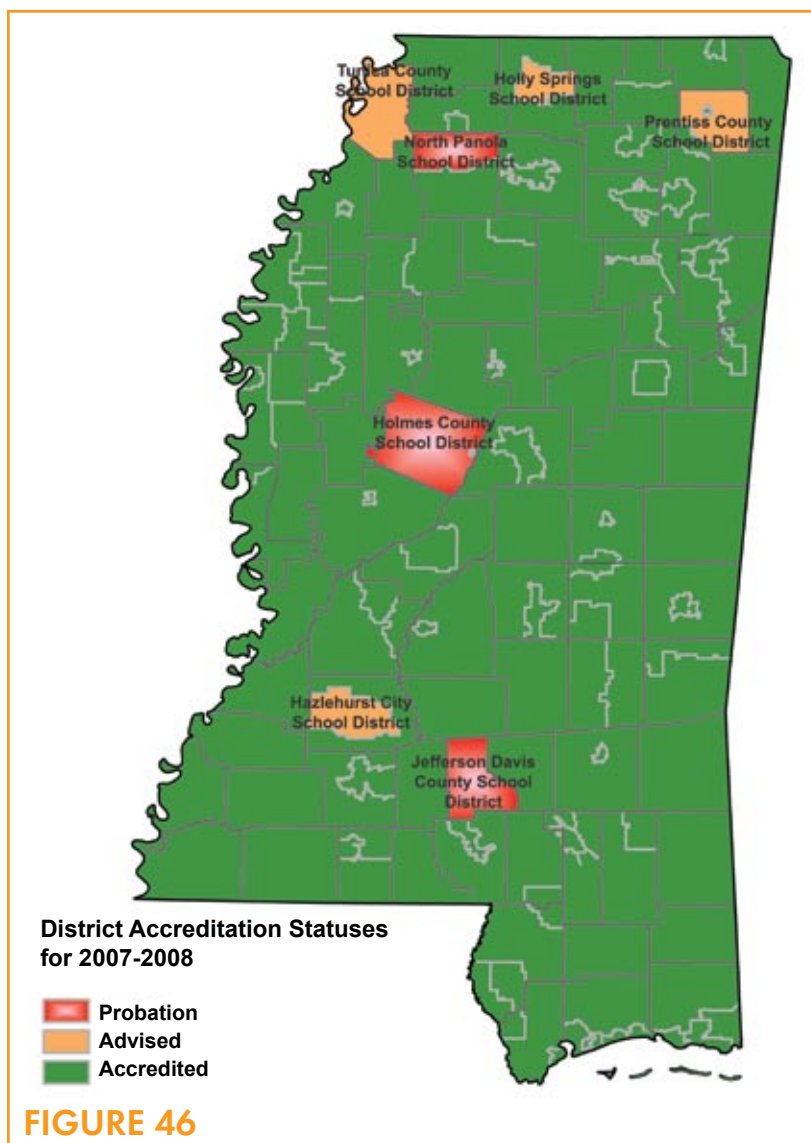 Tunica County
School District
Holly Springs
School District
Prentiss County
School District
North Panola
School District
Holmes County
School District
Hazlehurst City
School District
Jefferson Davis
County School
District
District Accreditation Statuses
for 2007-2008
Probation
Advised
Accredited
FIGURE 46